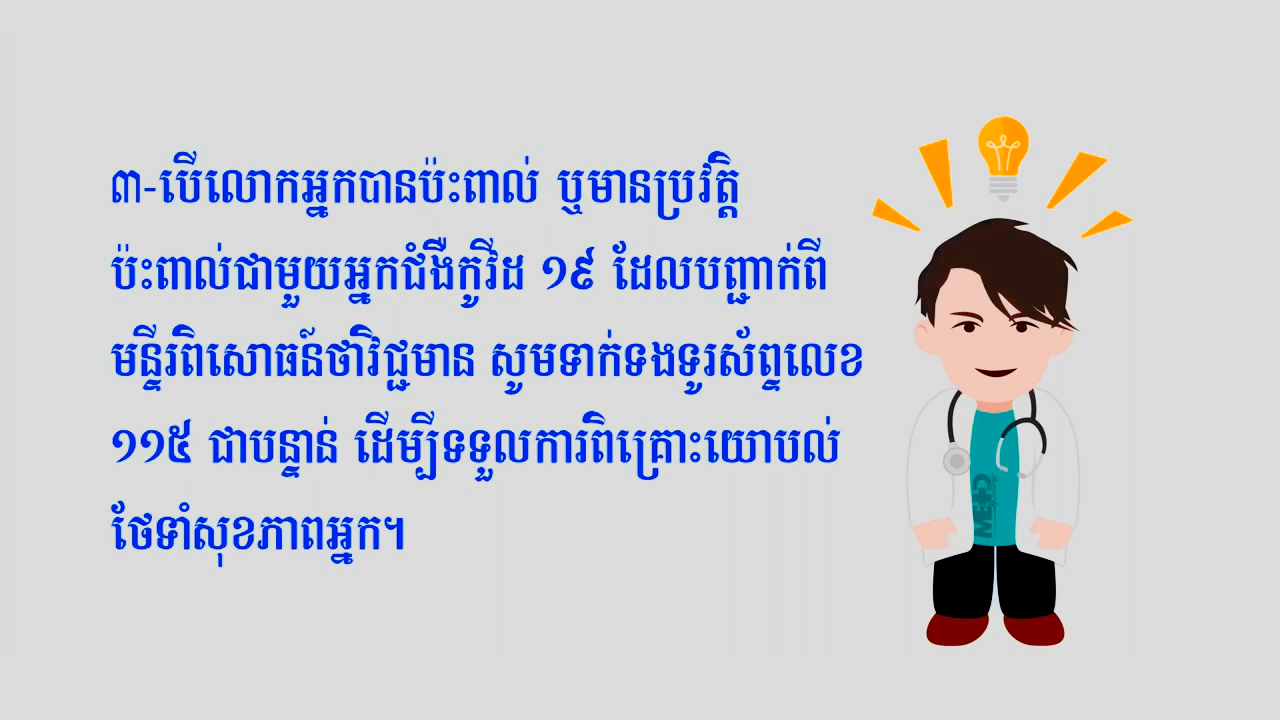 ៣-បើលោកអ្នកបានប៉ះពាល់ ឬមានប្រវត្តិ
ប៉ះពាល់ជាមួយអ្នកជំងឺកូវីដ ១៩ ដែលបញ្ជាក់ពី
មន្ទីរពិសោធន៍ថាវិជ្ជមាន សូមទាក់ទងទូរស័ព្ទលេខ
១១៥ ជាបន្ទាន់ ដើម្បីទទួលការពិគ្រោះយោបល់
ថែទាំសុខភាពអ្នក។